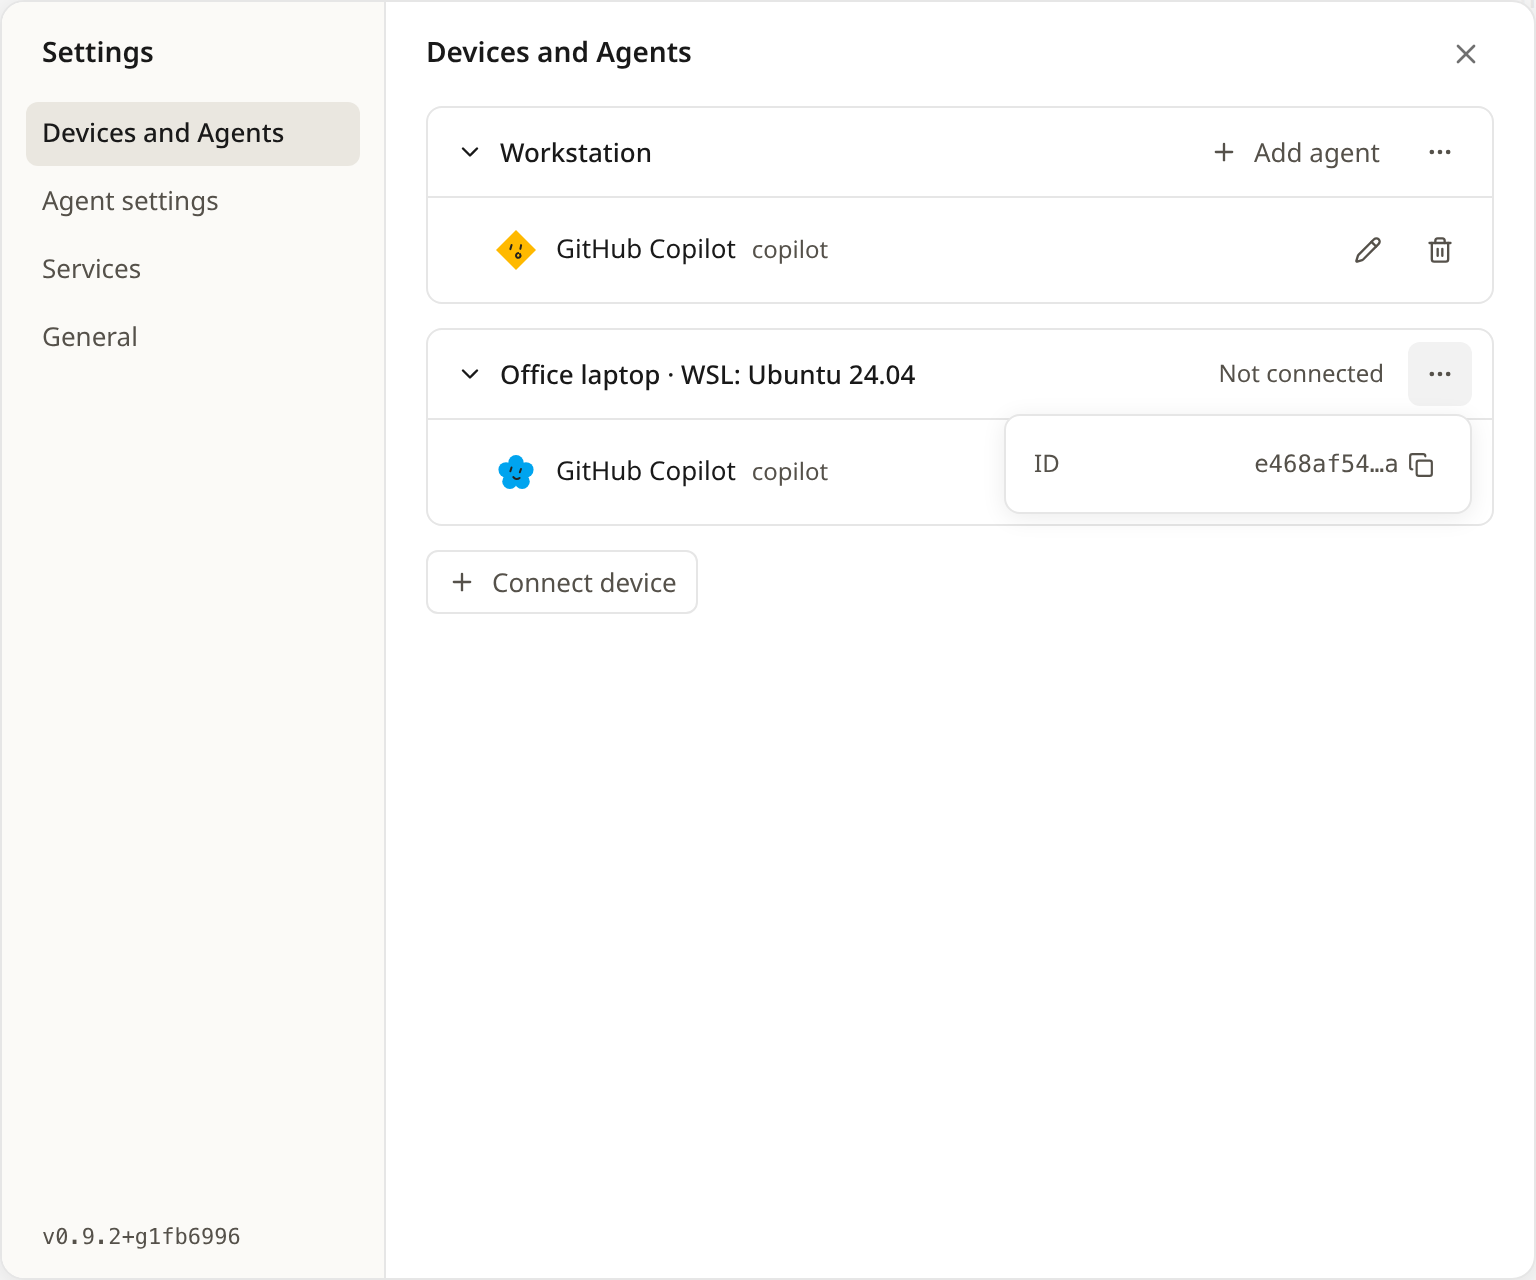 Settings
Devices and Agents
Agent settings
Services
General
v0.9.2+g1fb6996
Devices and Agents
Workstation
Add agent
GitHub Copilot copilot
Office laptop · WSL: Ubuntu 24.04
Not connected
GitHub Copilot copilot
ID e468af54…a
Connect device